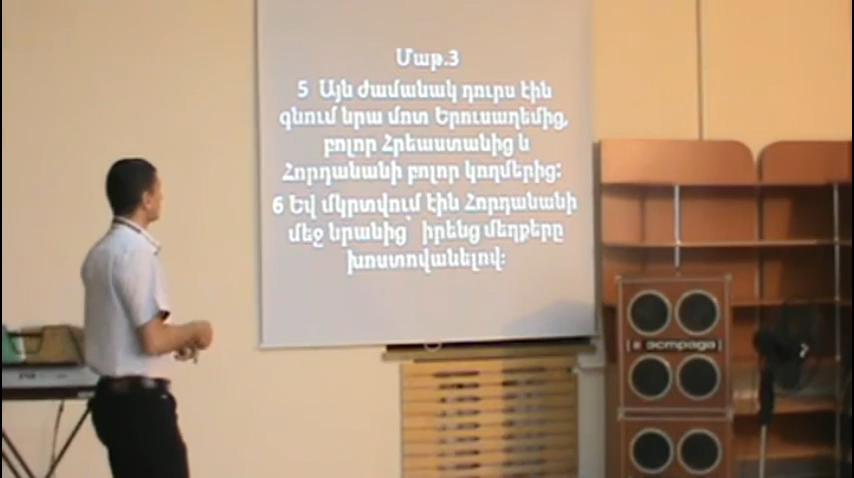 Մաթ.3
5 Այն ժամանակ դուրս էին
գնում նրա մոտ Երուսաղեմից,
բոլոր Հրեաստանից և
Հորդանանի բոլոր կողմերից:
6 Եվ մկրտվում էին Հորդանանի
մեջ նրանից՝ իրենց մեղքերը
խոստովանելով:
эстрада